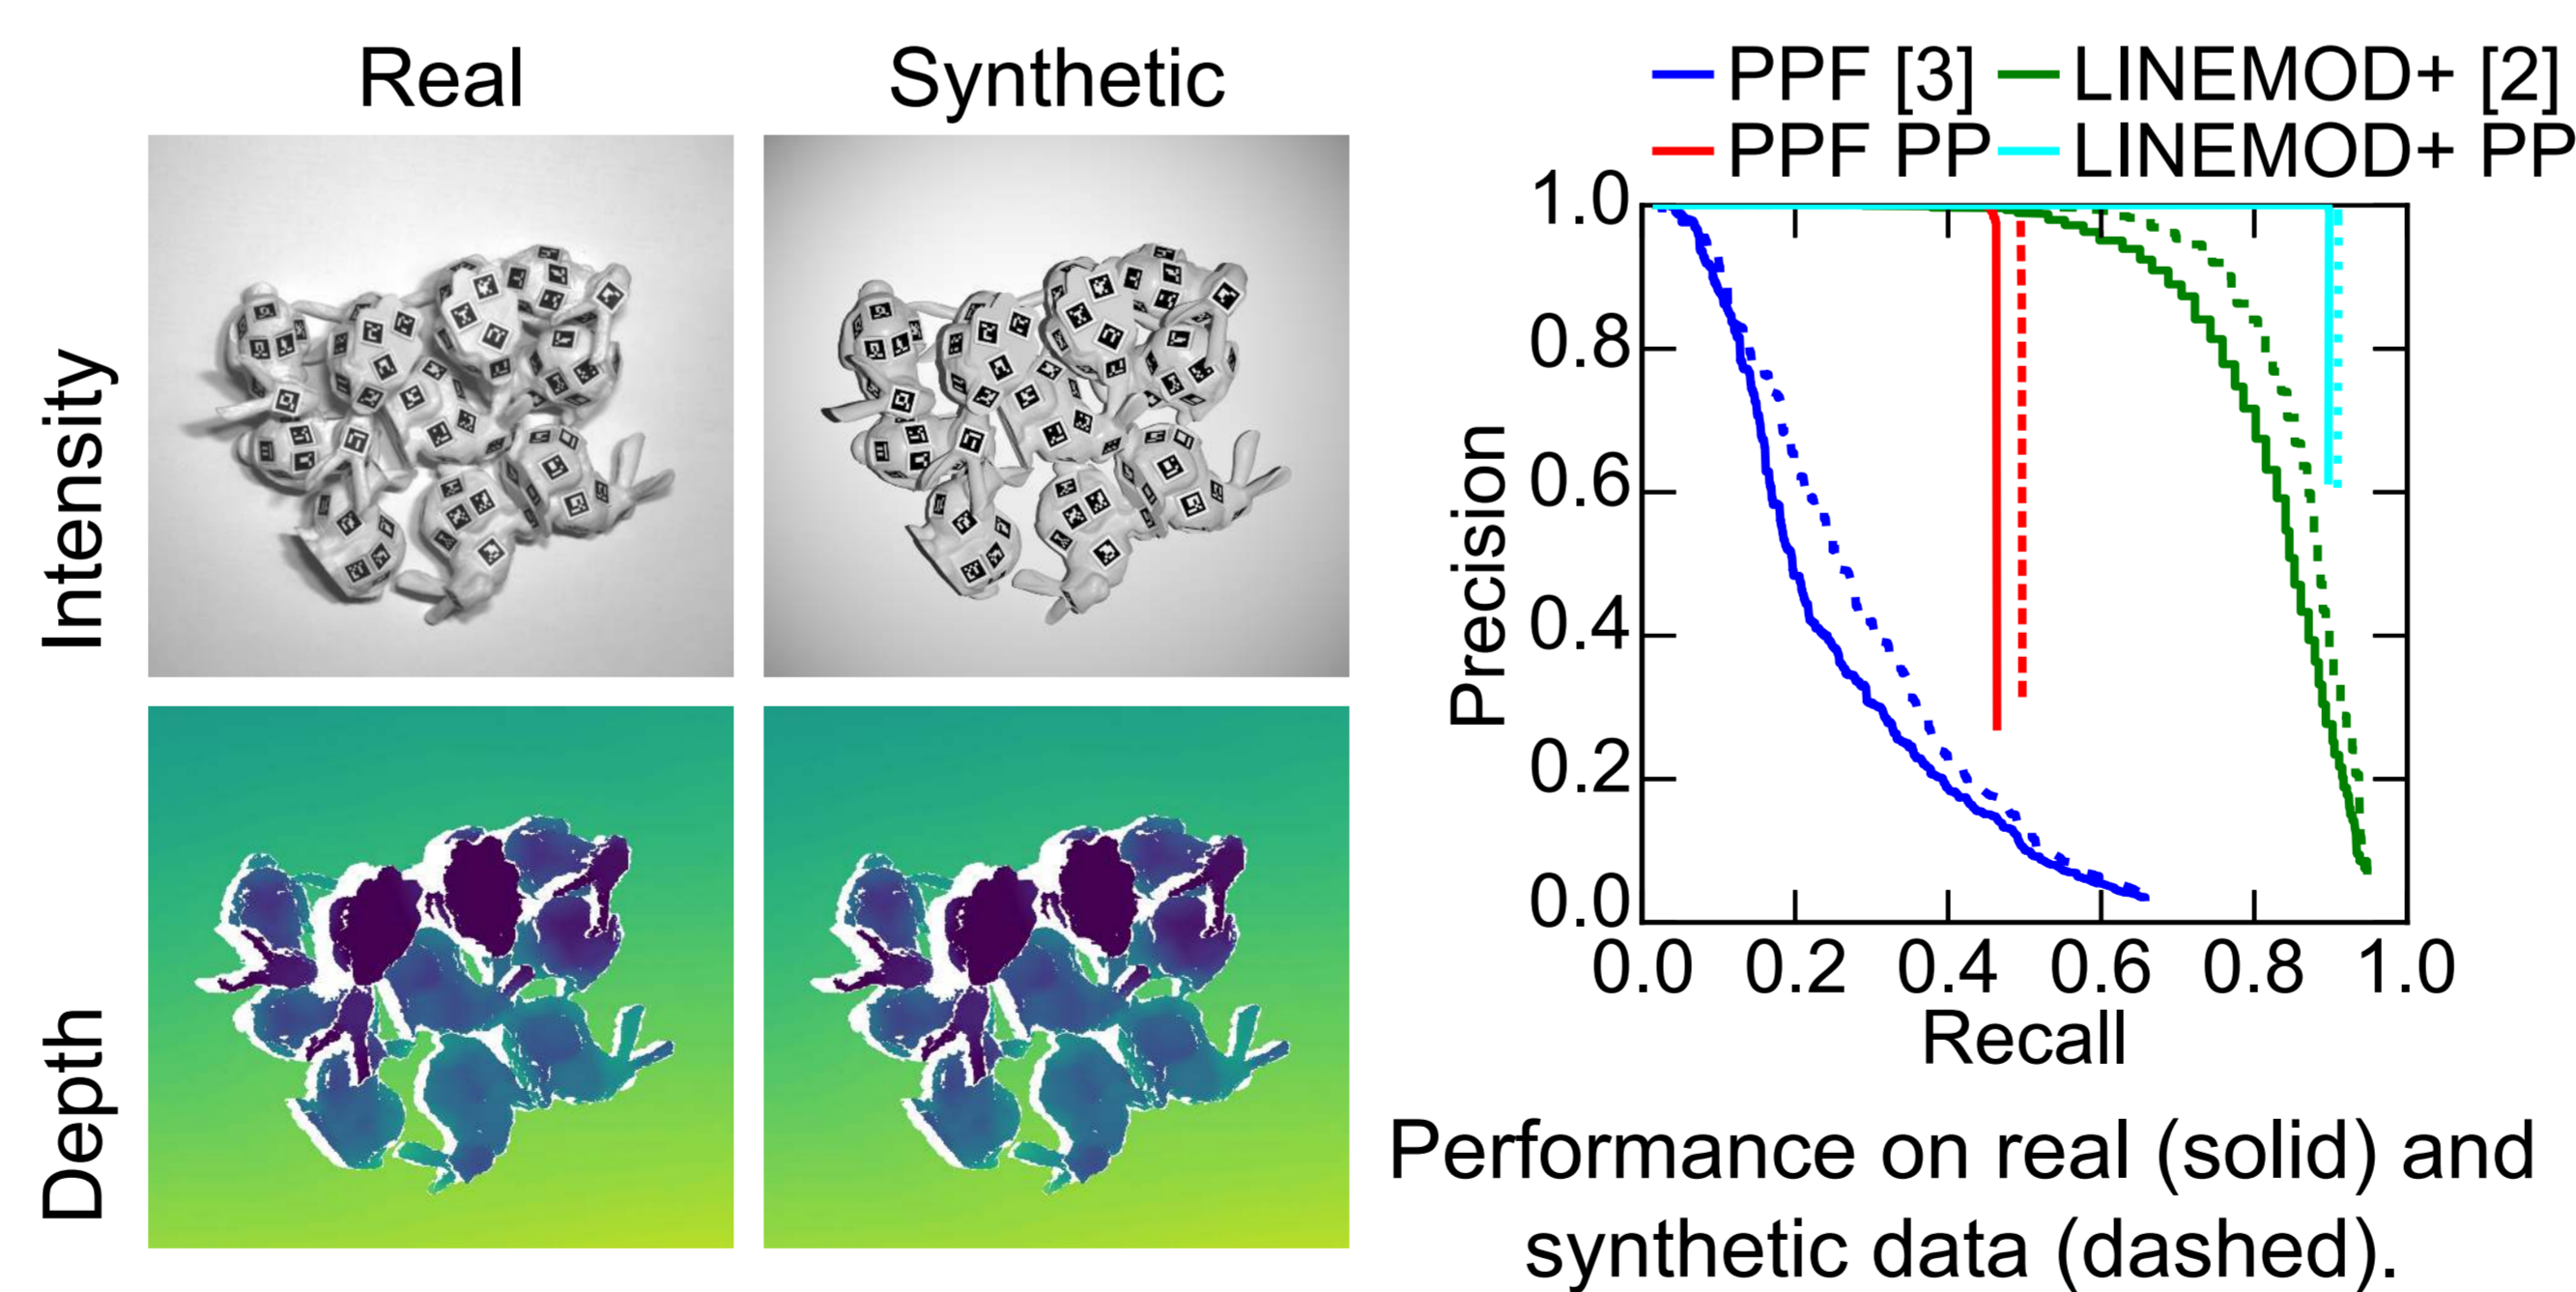 Real
Synthetic
Intensity
Depth
PPF [3] LINEMOD+ [2]
PPF PP LINEMOD+ PP
1.0
0.8
0.6
0.4
0.2
0.0
Precision
0.0 0.2 0.4 0.6 0.8 1.0
Recall
Performance on real (solid) and
synthetic data (dashed).